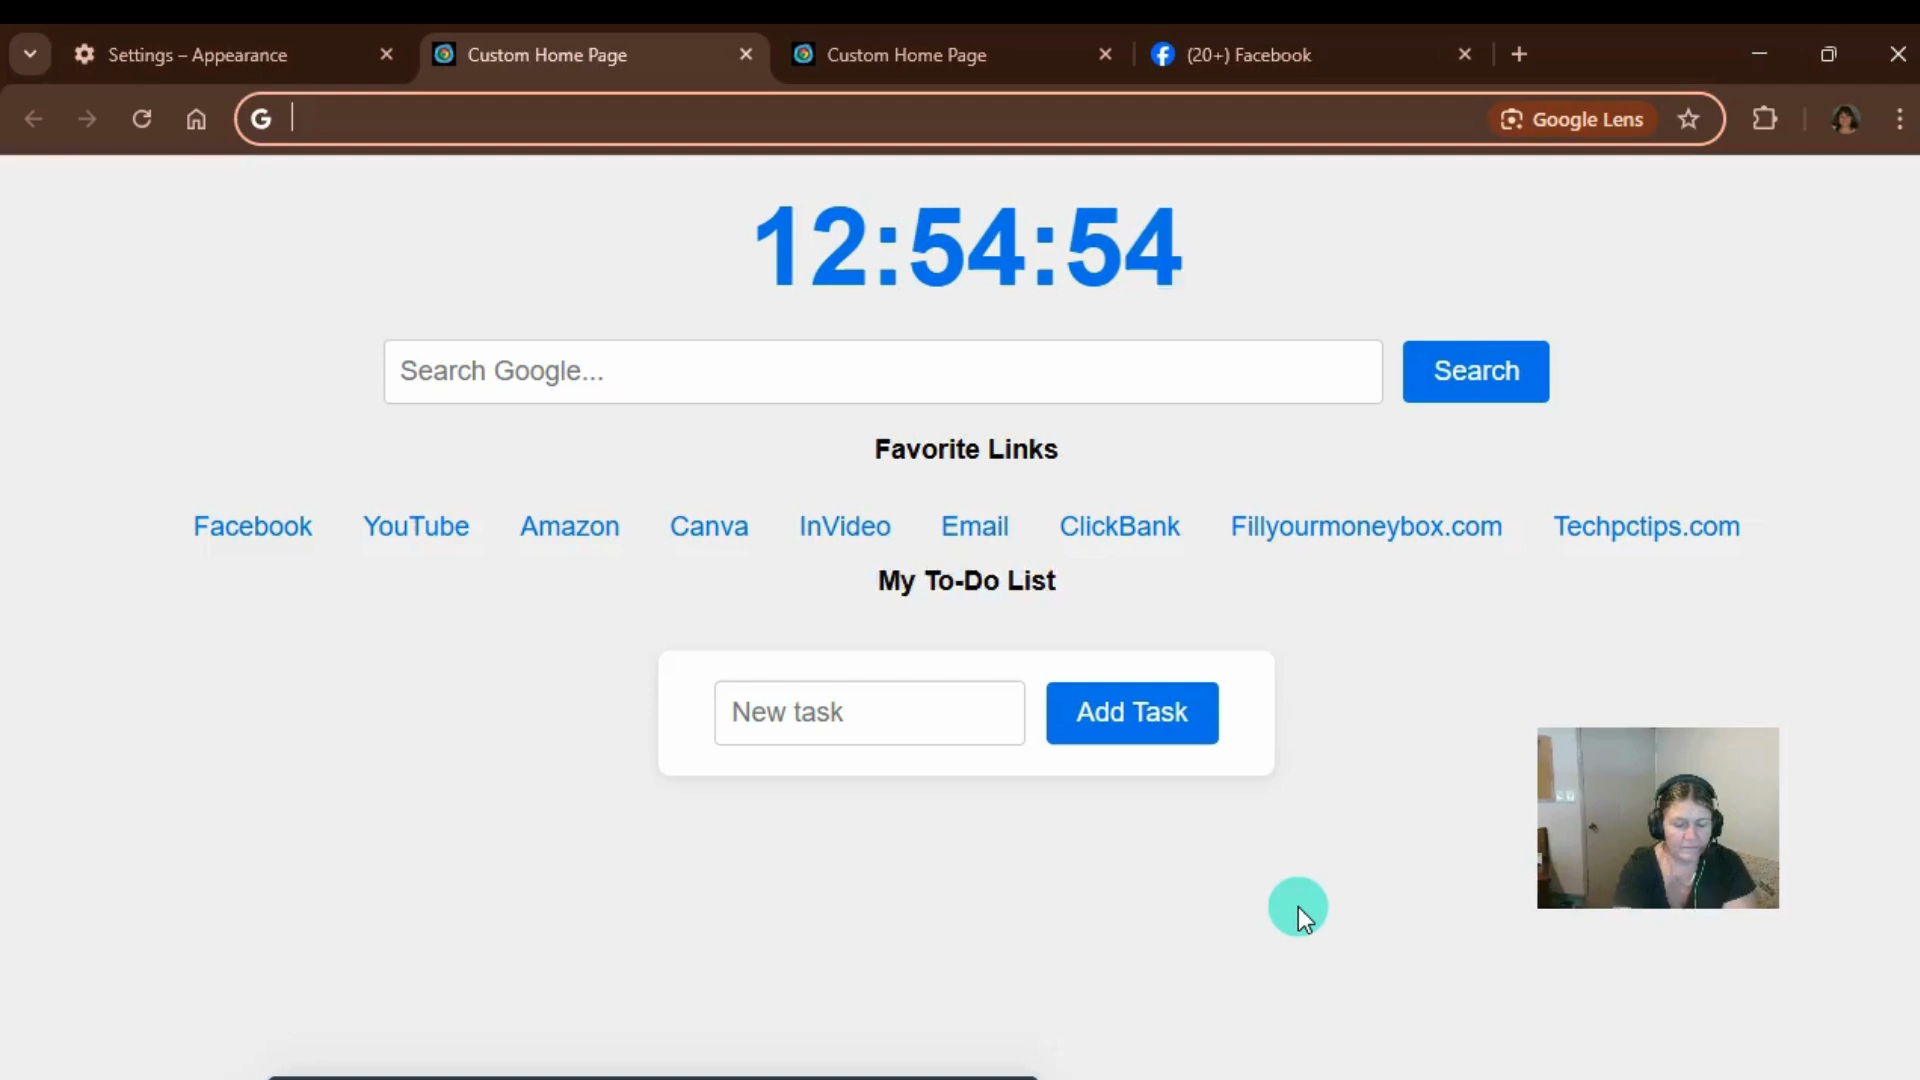 Settings – Appearance
Custom Home Page
Custom Home Page
(20+) Facebook
Google Lens
12:54:54
Search Google...
Search
Favorite Links
Facebook YouTube Amazon Canva InVideo Email ClickBank Fillyourmoneybox.com Techpctips.com
My To-Do List
New task
Add Task